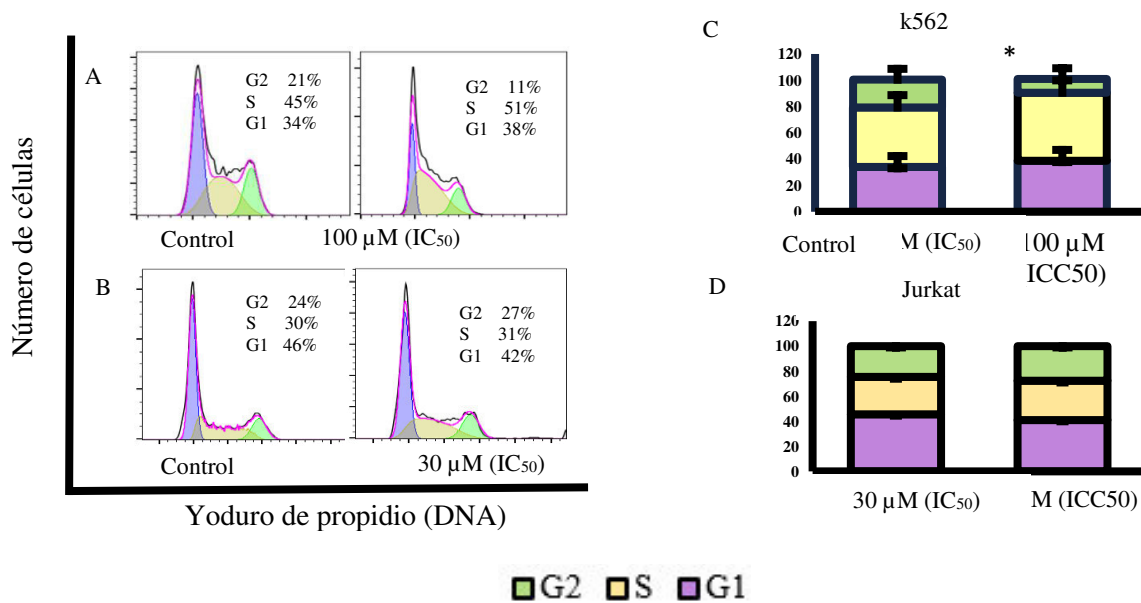 A
G2 21%
S 45%
G1 34%
G2 11%
S 51%
G1 38%
Control
100 µM (IC50)
B
G2 24%
S 30%
G1 46%
G2 27%
S 31%
G1 42%
Control
30 µM (IC50)
Número de células
Yoduro de propidio (DNA)
C
k562
*
120
100
80
60
40
20
0
Control
M (IC50)
100 µM
ICC50)
D
Jurkat
100
80
60
40
20
0
30 µM (IC50)
M (ICC50)
G2 S G1